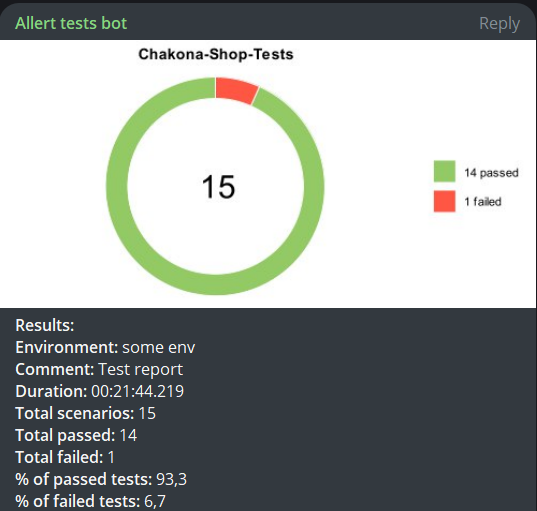 Allert tests bot
Reply
Chakona-Shop-Tests
15
14 passed
1 failed
Results:
Environment: some env
Comment: Test report
Duration: 00:21:44.219
Total scenarios: 15
Total passed: 14
Total failed: 1
% of passed tests: 93,3
% of failed tests: 6,7